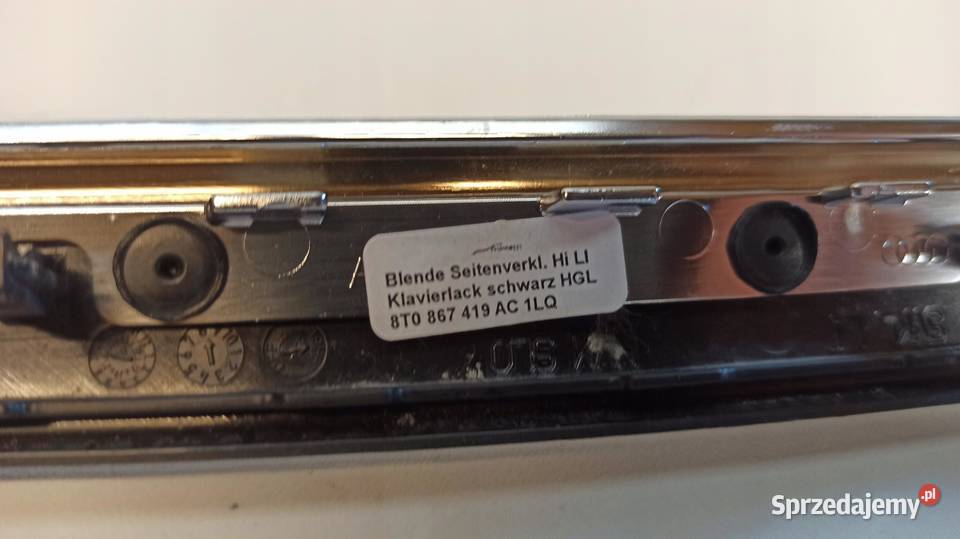 Blende Seitenverkl. Hi LI
Klavierlack schwarz HGL
8T0 867 419 AC 1LQ
Sprzedajemy.pl